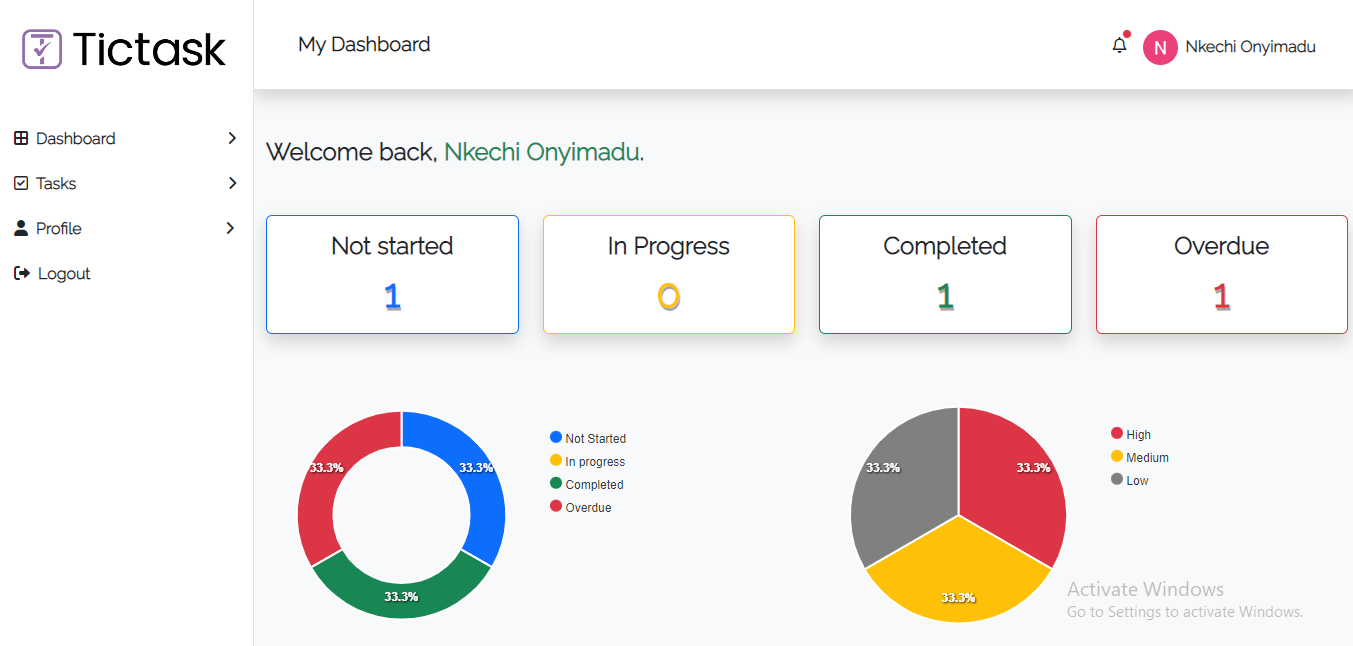 Tictask
My Dashboard
N
Nkechi Onyimadu
Dashboard
Tasks
Profile
Logout
Welcome back, Nkechi Onyimadu.
Not started
1
In Progress
0
Completed
1
Overdue
1
33.3%
33.3%
33.3%
Not Started
In progress
Completed
Overdue
33.3%
33.3%
33.3%
High
Medium
Low
Activate Windows
Go to Settings to activate Windows.